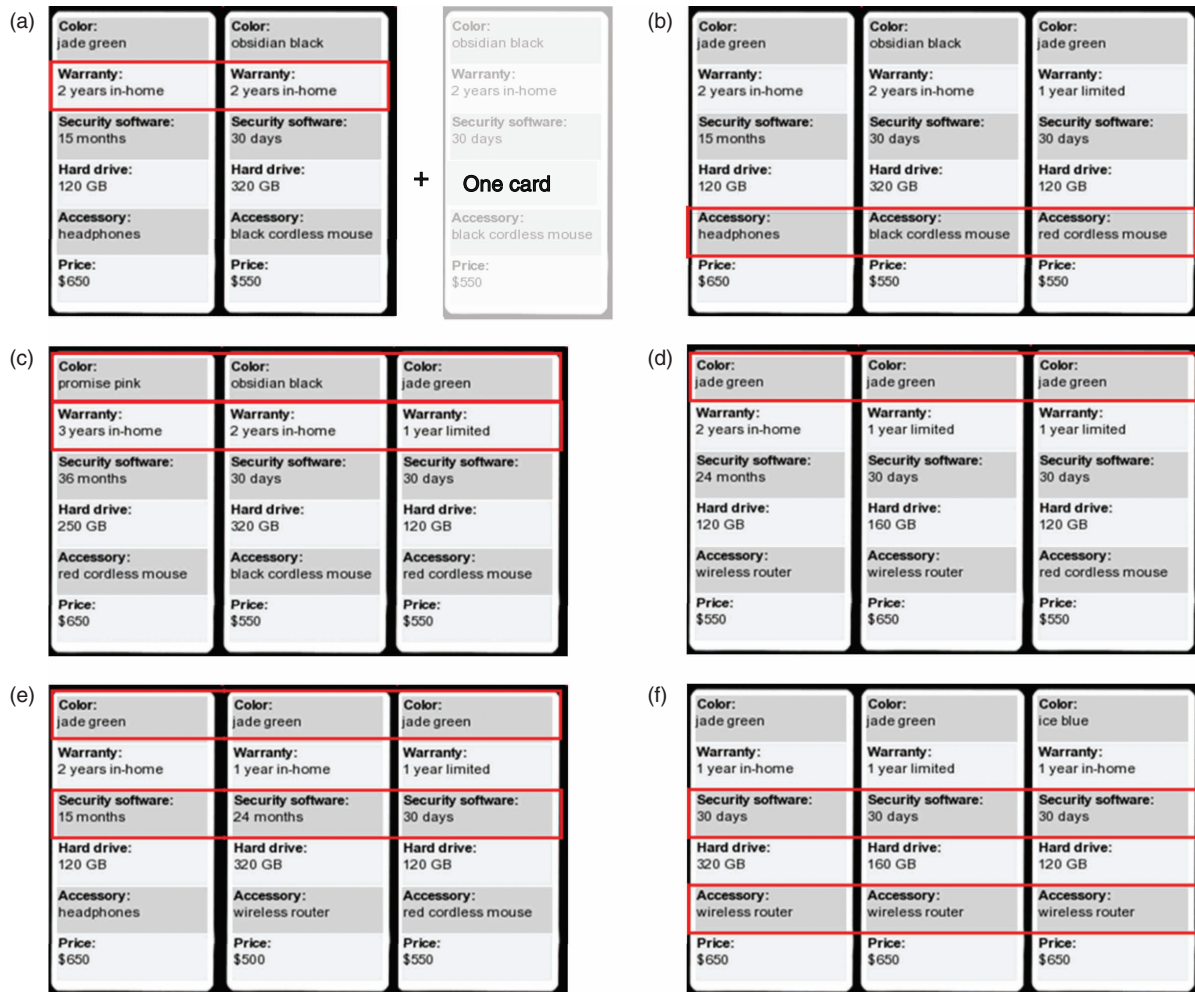 (a)
Color:
jade green
Warranty:
2 years in-home
Security software:
15 months
Hard drive:
120 GB
Accessory:
headphones
Price:
$650
Color:
obsidian black
Warranty:
2 years in-home
Security software:
30 days
Hard drive:
320 GB
Accessory:
black cordless mouse
Price:
$550
+
Color:
obsidian black
Warranty:
2 years in-home
Security software:
30 days
One card
Accessory:
black cordless mouse
Price:
$550
(b)
Color:
jade green
Warranty:
2 years in-home
Security software:
15 months
Hard drive:
120 GB
Accessory:
headphones
Price:
$650
Color:
obsidian black
Warranty:
2 years in-home
Security software:
30 days
Hard drive:
320 GB
Accessory:
black cordless mouse
Price:
$550
Color:
jade green
Warranty:
1 year limited
Security software:
30 days
Hard drive:
120 GB
Accessory:
red cordless mouse
Price:
$550
(c)
Color:
promise pink
Warranty:
3 years in-home
Security software:
36 months
Hard drive:
250 GB
Accessory:
red cordless mouse
Price:
$650
Color:
obsidian black
Warranty:
2 years in-home
Security software:
30 days
Hard drive:
320 GB
Accessory:
black cordless mouse
Price:
$550
Color:
jade green
Warranty:
1 year limited
Security software:
30 days
Hard drive:
120 GB
Accessory:
red cordless mouse
Price:
$550
(d)
Color:
jade green
Warranty:
2 years in-home
Security software:
24 months
Hard drive:
120 GB
Accessory:
wireless router
Price:
$550
Color:
jade green
Warranty:
1 year limited
Security software:
30 days
Hard drive:
160 GB
Accessory:
wireless router
Price:
$650
Color:
jade green
Warranty:
1 year limited
Security software:
30 days
Hard drive:
120 GB
Accessory:
red cordless mouse
Price:
$550
(e)
Color:
jade green
Warranty:
2 years in-home
Security software:
15 months
Hard drive:
120 GB
Accessory:
headphones
Price:
$650
Color:
jade green
Warranty:
1 year in-home
Security software:
24 months
Hard drive:
320 GB
Accessory:
wireless router
Price:
$500
Color:
jade green
Warranty:
1 year limited
Security software:
30 days
Hard drive:
120 GB
Accessory:
red cordless mouse
Price:
$550
(f)
Color:
jade green
Warranty:
1 year in-home
Security software:
30 days
Hard drive:
320 GB
Accessory:
wireless router
Price:
$650
Color:
jade green
Warranty:
1 year limited
Security software:
30 days
Hard drive:
160 GB
Accessory:
wireless router
Price:
$650
Color:
ice blue
Warranty:
1 year in-home
Security software:
30 days
Hard drive:
120 GB
Accessory:
wireless router
Price:
$650